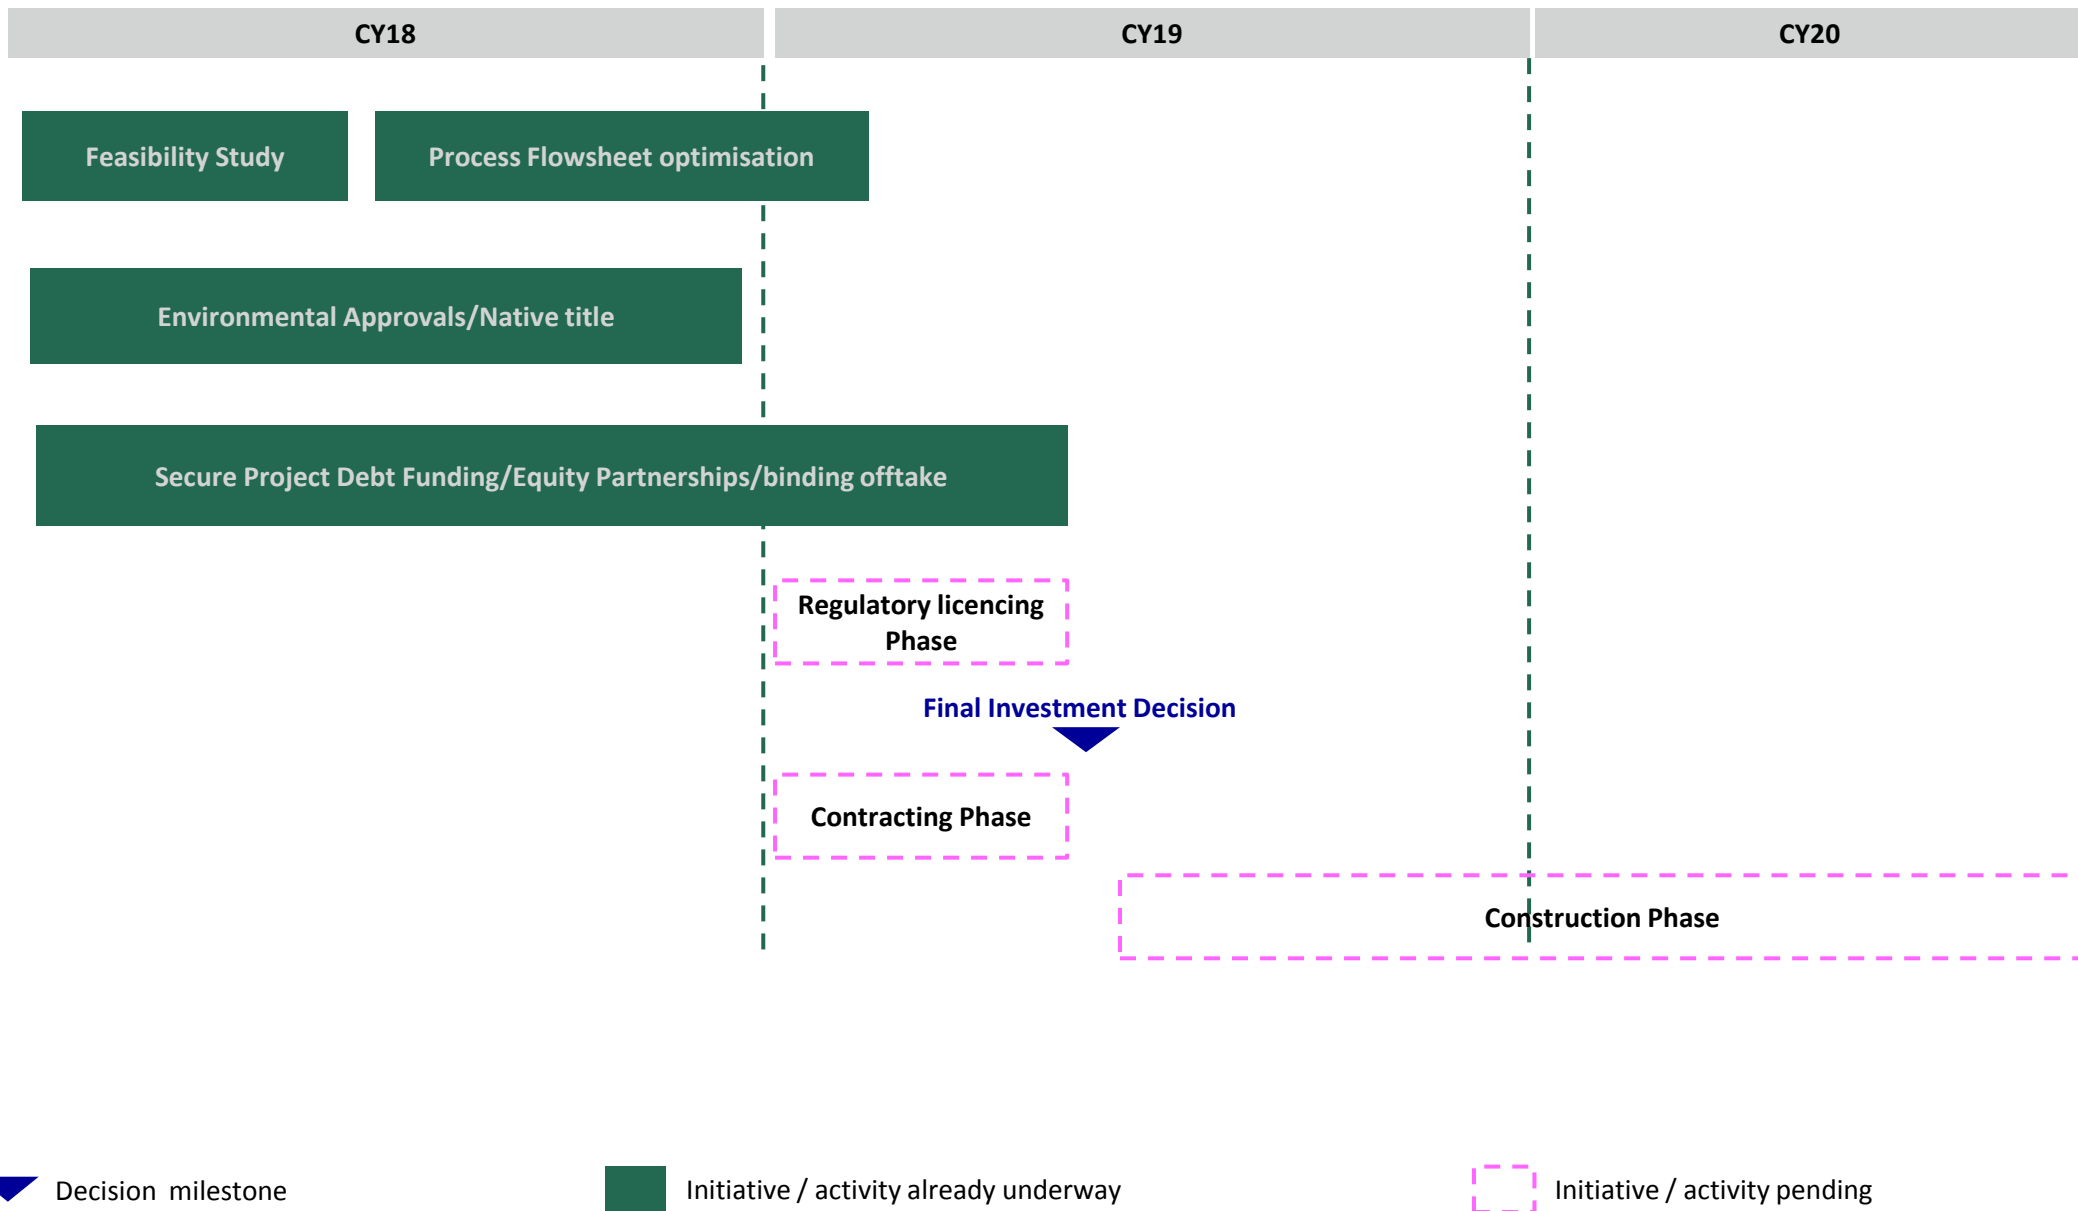 CY18
CY19
CY20
Feasibility Study
Process Flowsheet optimisation
Environmental Approvals/Native title
Secure Project Debt Funding/Equity Partnerships/binding offtake
Regulatory licencing
Phase
Final Investment Decision
Contracting Phase
Construction Phase
Decision milestone
Initiative / activity already underway
Initiative / activity pending